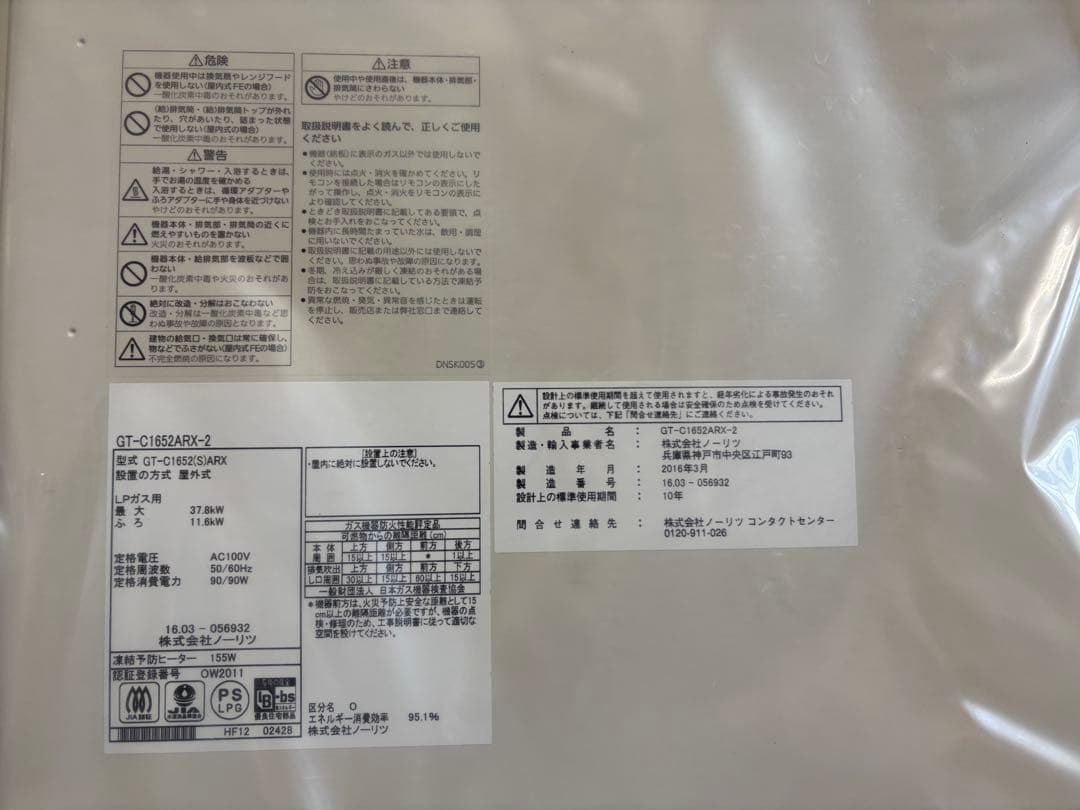 ⚠危険
機器使用中は換気扇やレンジフード
を使用しない(屋内式FEの場合)
一酸化炭素中毒のおそれがあります。
(給)排気筒・(給)排気筒トップが外れ
たり、穴があいたり、詰まった状態
で使用しない(屋内式の場合)
一酸化炭素中毒のおそれがあります。
⚠警告
給湯・シャワー・入浴するときは、
手でお湯の温度を確かめる
入浴するときは、循環アダプターや
ふろアダプターに手や身体を近づけない
やけどのおそれがあります。
機器本体・排気部・排気筒の近くに
燃えやすいものを置かない
火災のおそれがあります。
機器本体・給排気部を波板などで囲
わない
一酸化炭素中毒や火災のおそれがあ
ります。
絶対に改造・分解はおこなわない
改造・分解は一酸化炭素中毒など思
わぬ事故や故障の原因となります。
建物の給気口・換気口は常に確保し、
物などでふさがない(屋内式FEの場合)
不完全燃焼の原因になります。
⚠注意
使用中や使用直後は、機器本体・排気部・
排気筒にさわらない
やけどのおそれがあります。
取扱説明書をよく読んで、正しくご使用
ください
●機器(銘板)に表示のガス以外では使用しないで
ください。
●使用時には点火・消火を確かめてください。リ
モコンを接続した場合はリモコンの表示にした
がって操作し、点火・消火をリモコンの表示に
より確認してください。
●ときどき取扱説明書に記載してある要領で、点
検とお手入れをおこなってください。
●機器内に長時間たまっていた水は、飲用・調理
に用いないでください。
●取扱説明書に記載の用途以外には使用しないで
ください。思わぬ事故や故障の原因になります。
●冬期、冷え込みが厳しく凍結のおそれがある場
合は、取扱説明書に記載している方法で凍結予
防をおこなってください。
●異常な燃焼・臭気・異常音を感じたときは運転
を停止し、販売店または弊社窓口まで連絡して
ください。
DNSK005③
GT-C1652ARX-2
型式 GT-C1652(S)ARX
設置の方式 屋外式
LPガス用
最 大 37.8kW
ふ ろ 11.6kW
定格電圧 AC100V
定格周波数 50/60Hz
定格消費電力 90/90W
16.03 - 056932
株式会社ノーリツ
凍結予防ヒーター 155W
認証登録番号 OW2011
JIA認証
PS
LPG
BL-bs
優良住宅部品
HF12 02428
[設置上の注意]
・屋内に絶対に設置しないでください。
ガス機器防火性能評定品
可燃物からの離隔距離(cm)
本体 上方 側方 前方 後方
周囲 15以上 15以上 * 1以上
排気吹出 上方 側方 前方 下方
し口周囲 30以上 15以上 60以上 15以上
一般財団法人 日本ガス機器検査協会
*機器前方は、火災予防上安全な距離として15
cm以上の離隔距離が必要ですが、機器の点
検・修理のため、工事説明書に従って適切な
空間を設けてください。
区分名 O
エネルギー消費効率 95.1%
株式会社ノーリツ
設計上の標準使用期間を超えて使用されますと、経年劣化による事故発生のおそれ
があります。継続して使用される場合は安全確保のため点検を受けてください。
点検については、下記「問合せ連絡先」にご連絡ください。
製品名 : GT-C1652ARX-2
製造・輸入事業者名 : 株式会社ノーリツ
兵庫県神戸市中央区江戸町93
製造年月 : 2016年3月
製造番号 : 16.03 - 056932
設計上の標準使用期間 : 10年
問合せ連絡先 : 株式会社ノーリツ コンタクトセンター
0120-911-026